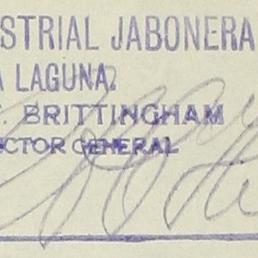 STRIAL JABONERA
A LAGUNA.
F. BRITTINGHAM
CTOR GENERAL